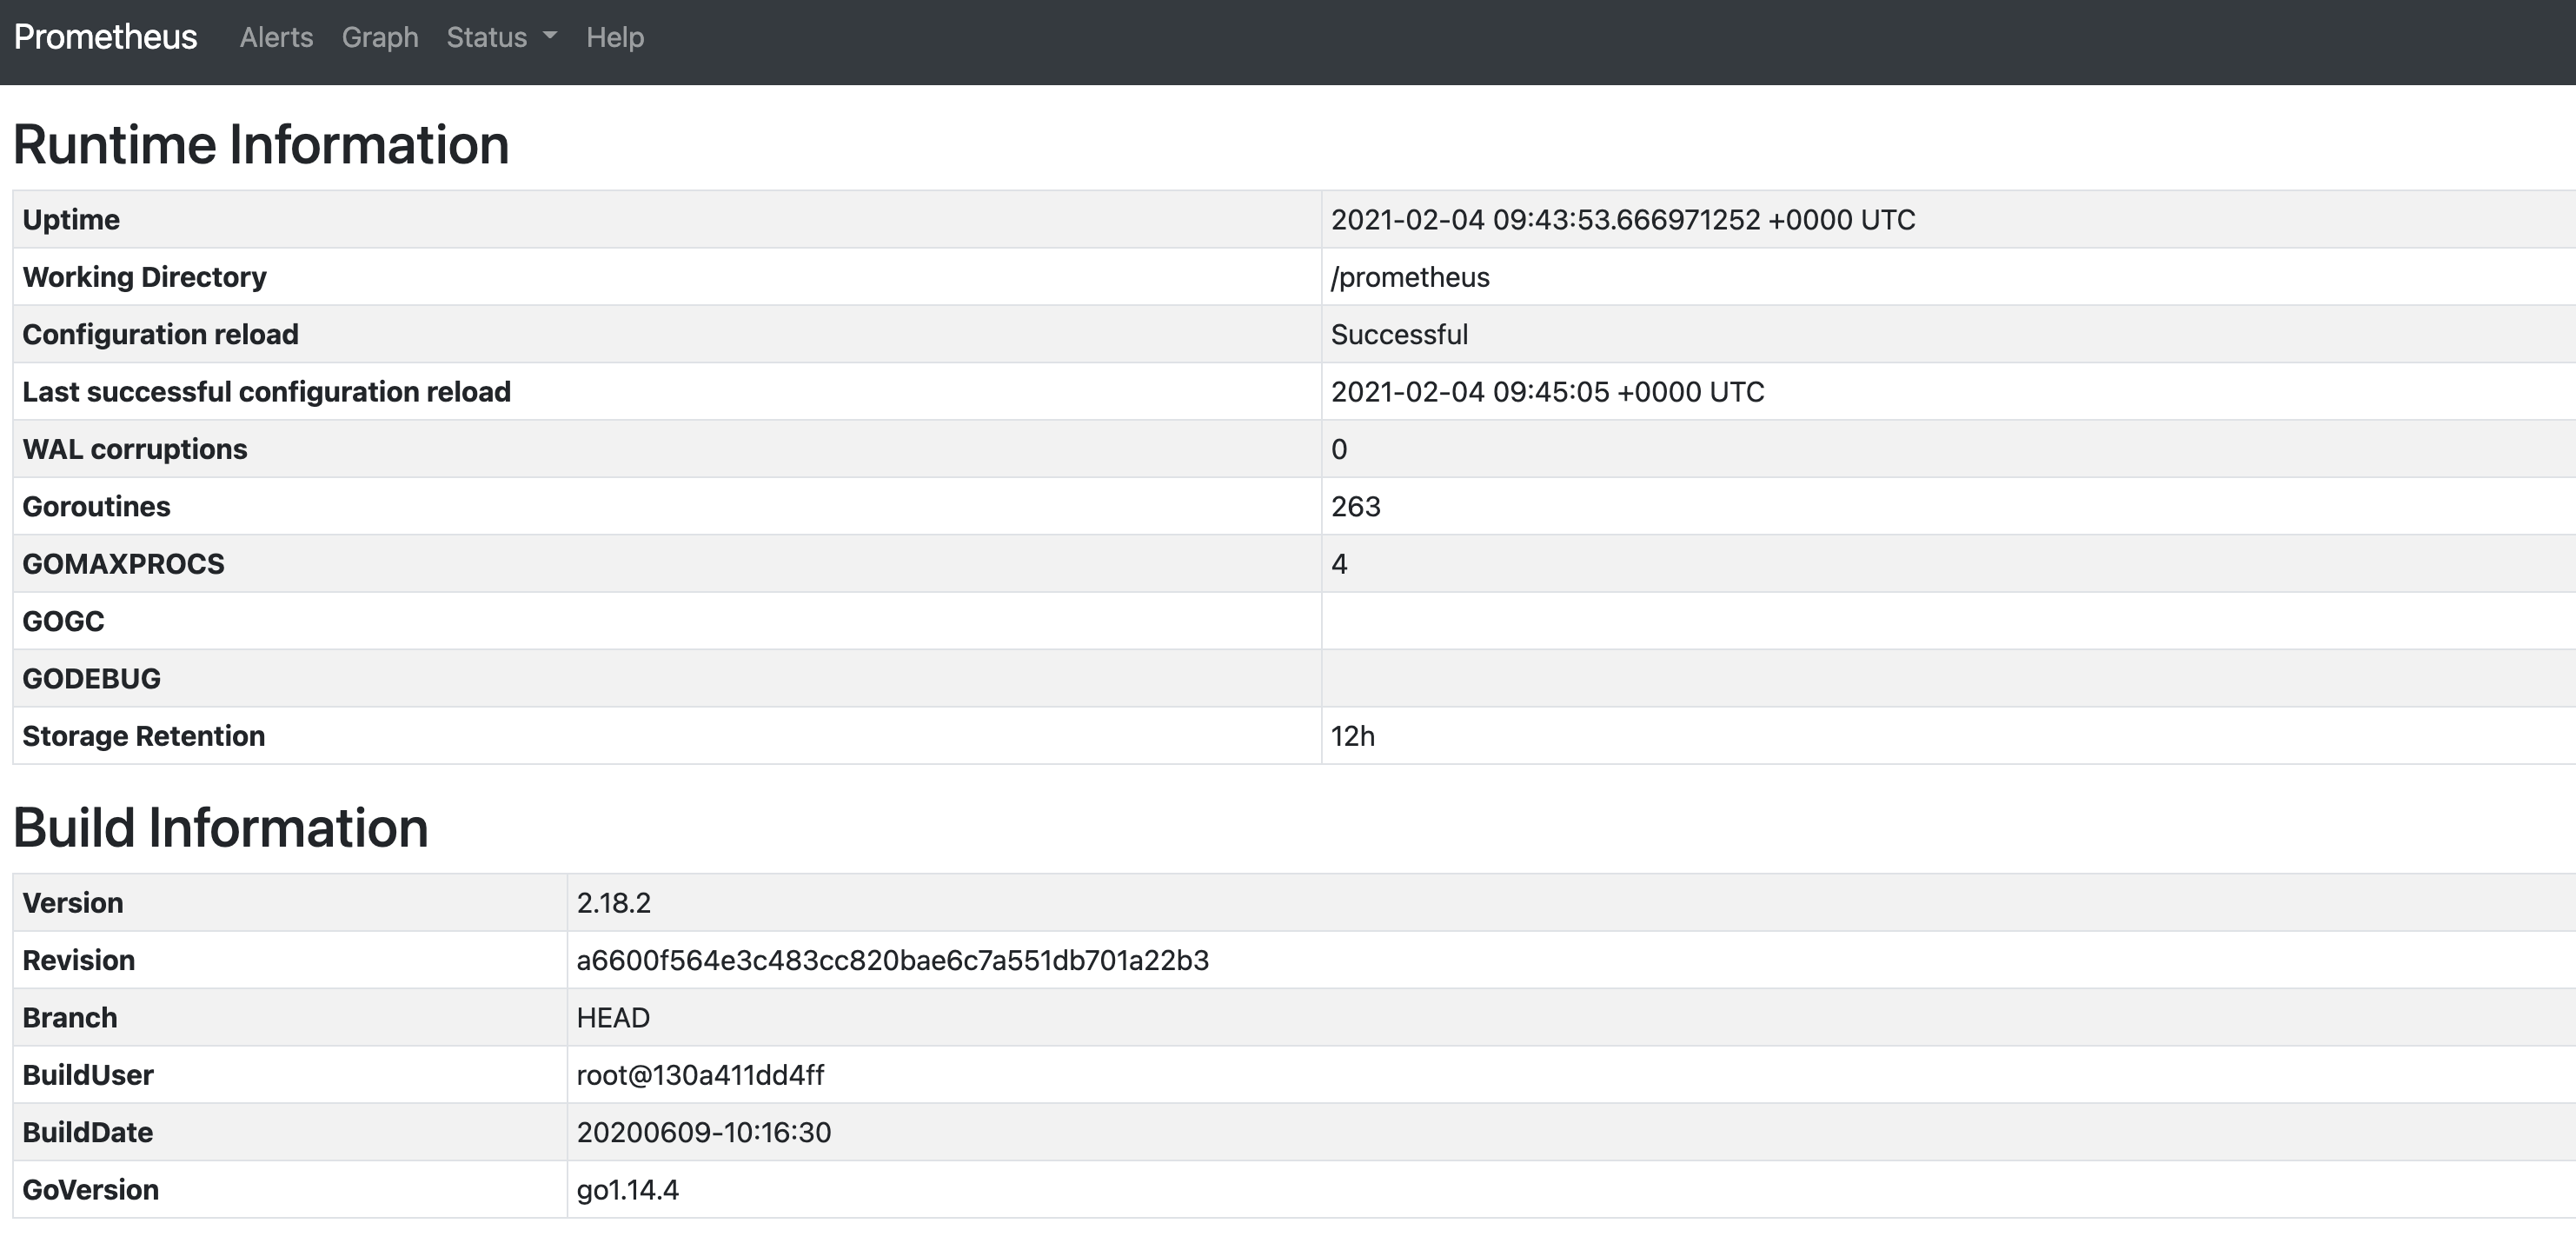 Prometheus Alerts Graph Status Help
Runtime Information
Uptime 2021-02-04 09:43:53.666971252 +0000 UTC
Working Directory /prometheus
Configuration reload Successful
Last successful configuration reload 2021-02-04 09:45:05 +0000 UTC
WAL corruptions 0
Goroutines 263
GOMAXPROCS 4
GOGC
GODEBUG
Storage Retention 12h
Build Information
Version 2.18.2
Revision a6600f564e3c483cc820bae6c7a551db701a22b3
Branch HEAD
BuildUser root@130a411dd4ff
BuildDate 20200609-10:16:30
GoVersion go1.14.4